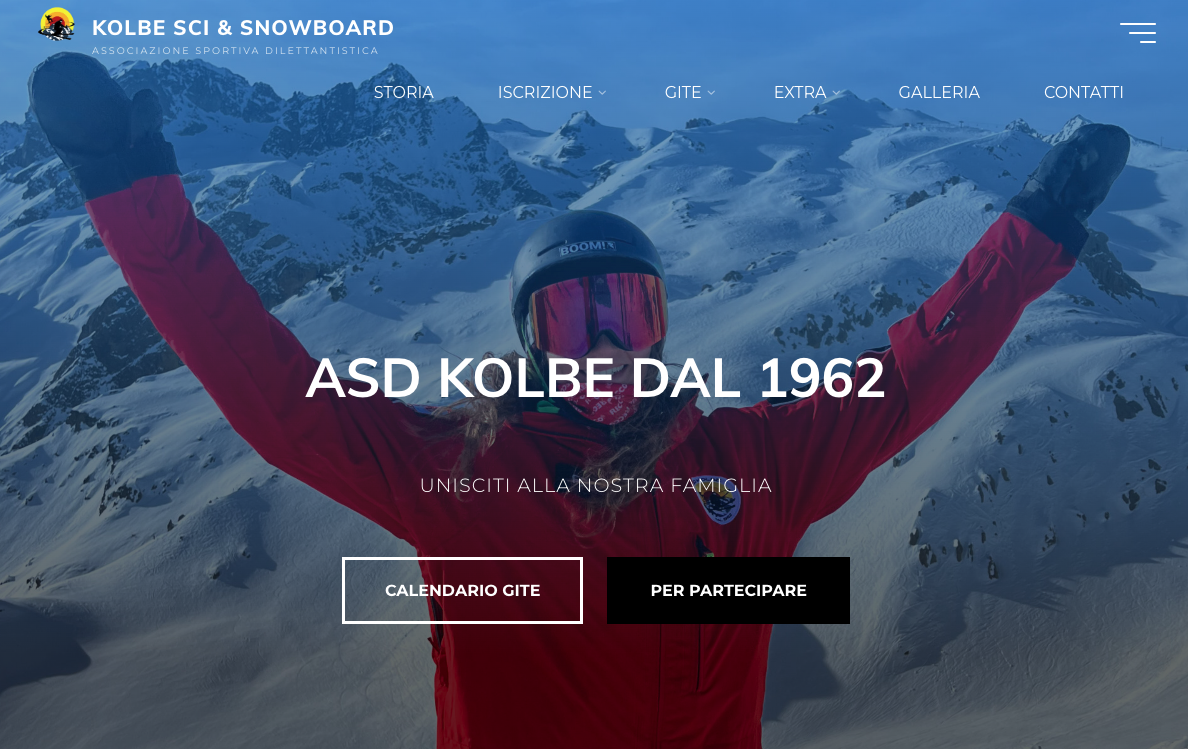 KOLBE SCI & SNOWBOARD
ASSOCIAZIONE SPORTIVA DILETTANTISTICA
STORIA ISCRIZIONE GITE EXTRA GALLERIA CONTATTI
BOOM!
ASD KOLBE DAL 1962
UNISCITI ALLA NOSTRA FAMIGLIA
CALENDARIO GITE PER PARTECIPARE